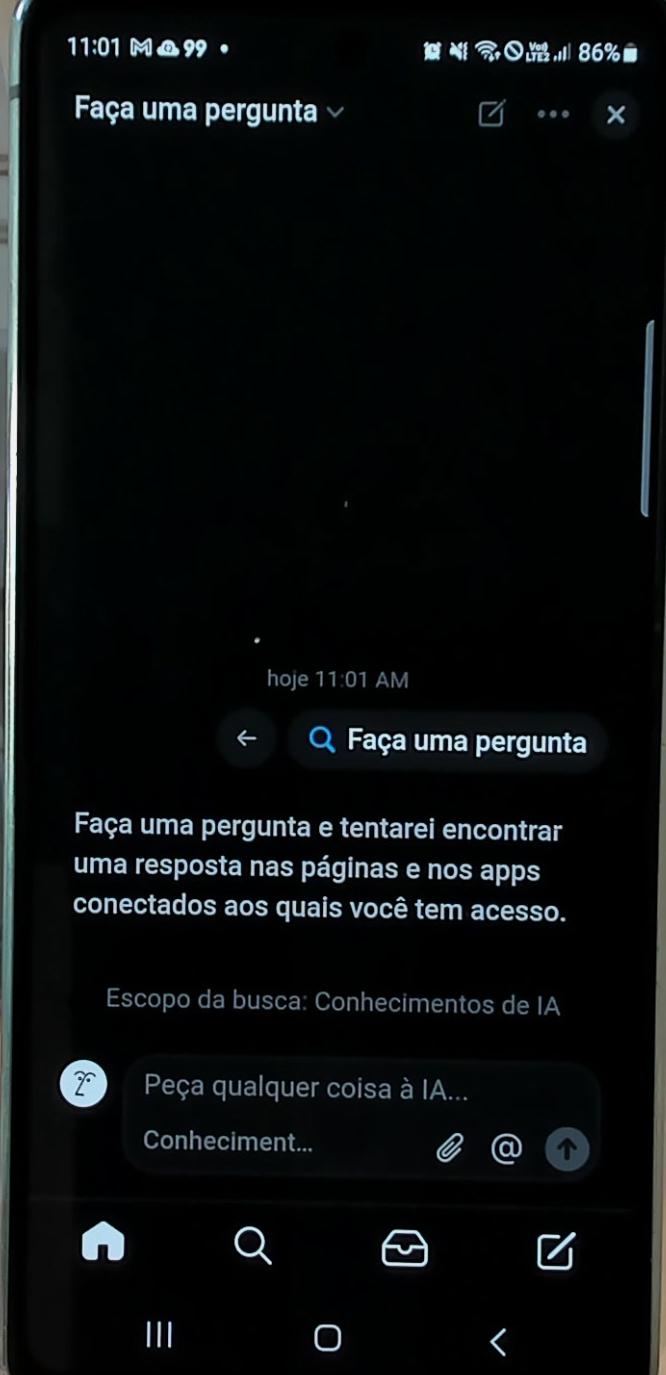 11:01 M 99 •
Vo) LTE2 86%
Faça uma pergunta
hoje 11:01 AM
Faça uma pergunta
Faça uma pergunta e tentarei encontrar
uma resposta nas páginas e nos apps
conectados aos quais você tem acesso.
Escopo da busca: Conhecimentos de IA
Peça qualquer coisa à IA...
Conheciment...
@